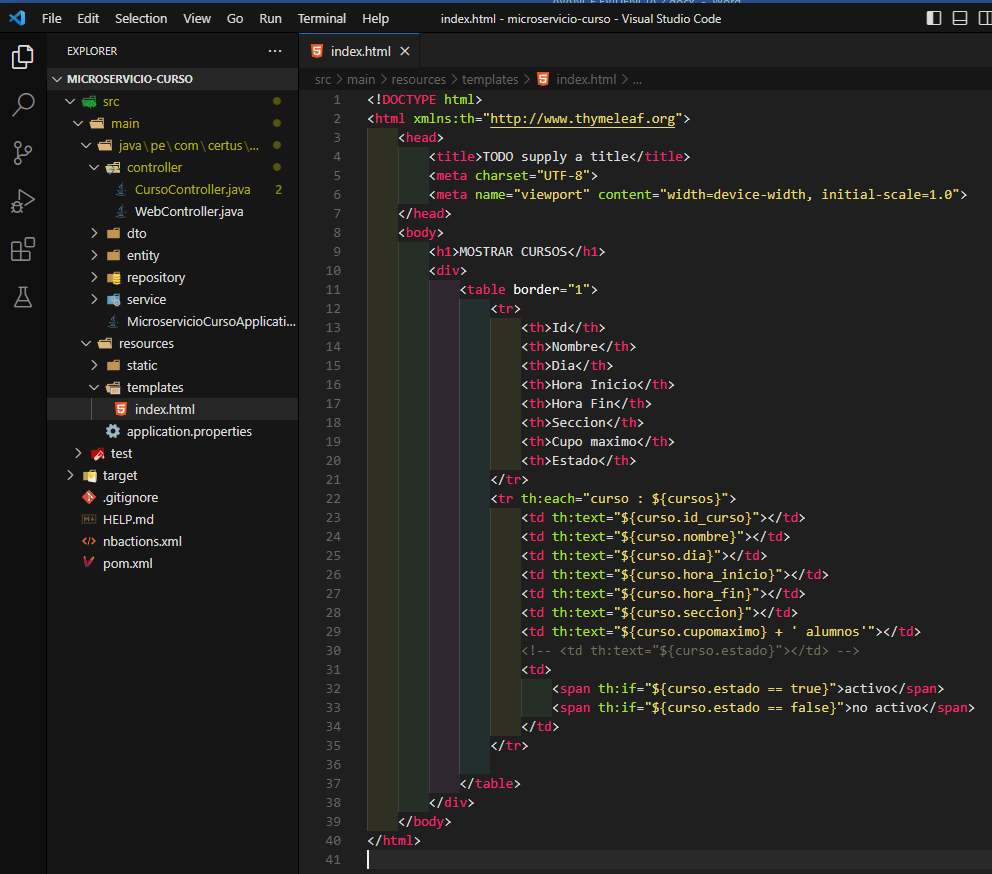 File Edit Selection View Go Run Terminal Help index.html - microservicio-curso - Visual Studio Code
EXPLORER
MICROSERVICIO-CURSO
src
main
java\pe\com\certus\...
controller
CursoController.java 2
WebController.java
dto
entity
repository
service
MicroservicioCursoApplicati...
resources
static
templates
index.html
application.properties
test
target
.gitignore
HELP.md
nbactions.xml
pom.xml
index.html
src > main > resources > templates > index.html > ...
1 <!DOCTYPE html>
2 <html xmlns:th="http://www.thymeleaf.org">
3 <head>
4 <title>TODO supply a title</title>
5 <meta charset="UTF-8">
6 <meta name="viewport" content="width=device-width, initial-scale=1.0">
7 </head>
8 <body>
9 <h1>MOSTRAR CURSOS</h1>
10 <div>
11 <table border="1">
12 <tr>
13 <th>Id</th>
14 <th>Nombre</th>
15 <th>Dia</th>
16 <th>Hora Inicio</th>
17 <th>Hora Fin</th>
18 <th>Seccion</th>
19 <th>Cupo maximo</th>
20 <th>Estado</th>
21 </tr>
22 <tr th:each="curso : ${cursos}">
23 <td th:text="${curso.id_curso}"></td>
24 <td th:text="${curso.nombre}"></td>
25 <td th:text="${curso.dia}"></td>
26 <td th:text="${curso.hora_inicio}"></td>
27 <td th:text="${curso.hora_fin}"></td>
28 <td th:text="${curso.seccion}"></td>
29 <td th:text="${curso.cupomaximo} + ' alumnos'"></td>
30 <!-- <td th:text="${curso.estado}"></td> -->
31 <td>
32 <span th:if="${curso.estado == true}">activo</span>
33 <span th:if="${curso.estado == false}">no activo</span>
34 </td>
35 </tr>
36
37 </table>
38 </div>
39 </body>
40 </html>
41